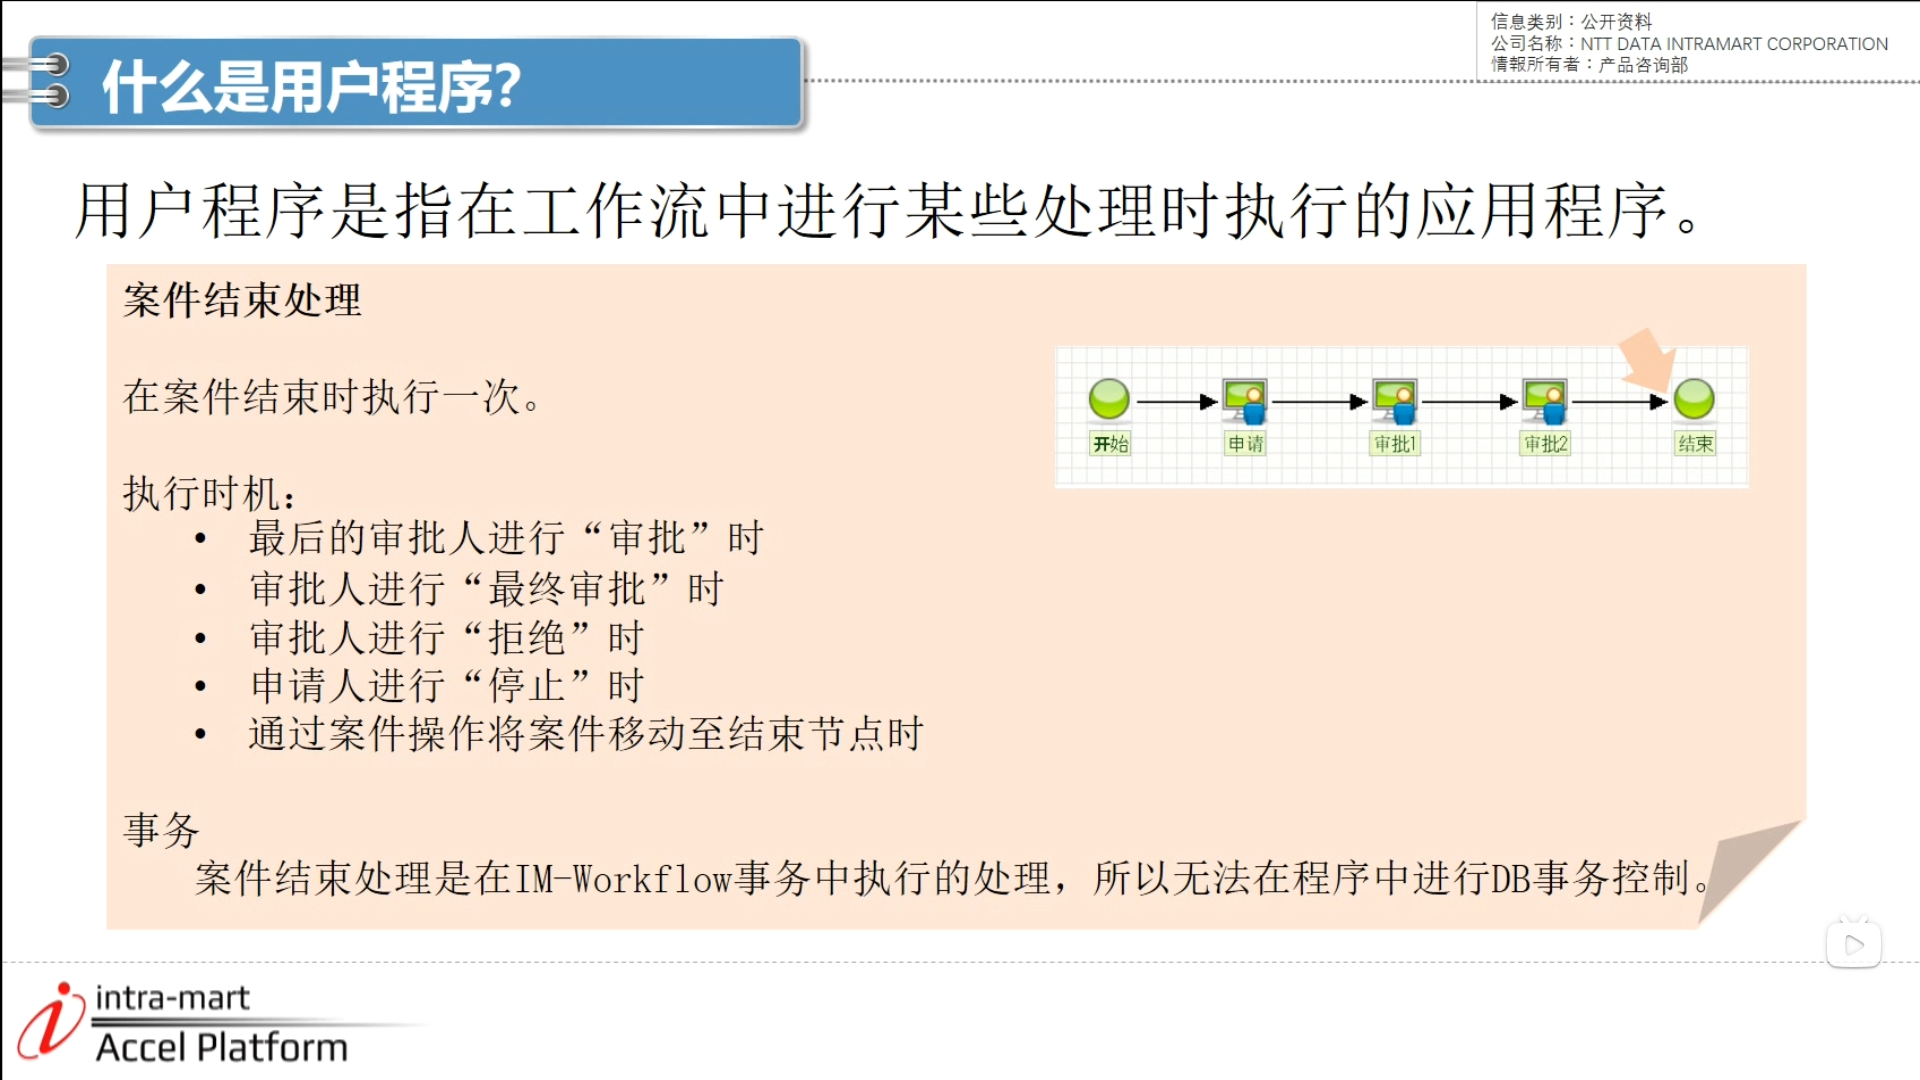 信息类别：公开资料
公司名称：NTT DATA INTRAMART CORPORATION
情報所有者：产品咨询部
什么是用户程序？
用户程序是指在工作流中进行某些处理时执行的应用程序。
案件结束处理
在案件结束时执行一次。
开始
申请
审批1
审批2
结束
执行时机：
• 最后的审批人进行“审批”时
• 审批人进行“最终审批”时
• 审批人进行“拒绝”时
• 申请人进行“停止”时
• 通过案件操作将案件移动至结束节点时
事务
案件结束处理是在IM-Workflow事务中执行的处理，所以无法在程序中进行DB事务控制。
intra-mart
Accel Platform